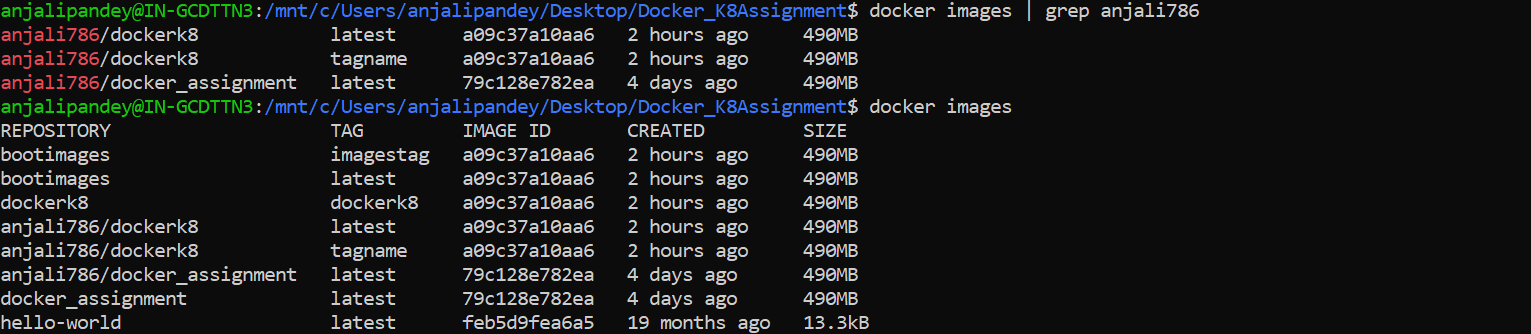 anjalipandey@IN-GCDTTN3:/mnt/c/Users/anjalipandey/Desktop/Docker_K8Assignment$ docker images | grep anjali786
anjali786/dockerk8 latest a09c37a10aa6 2 hours ago 490MB
anjali786/dockerk8 tagname a09c37a10aa6 2 hours ago 490MB
anjali786/docker_assignment latest 79c128e782ea 4 days ago 490MB
anjalipandey@IN-GCDTTN3:/mnt/c/Users/anjalipandey/Desktop/Docker_K8Assignment$ docker images
REPOSITORY TAG IMAGE ID CREATED SIZE
bootimages imagestag a09c37a10aa6 2 hours ago 490MB
bootimages latest a09c37a10aa6 2 hours ago 490MB
dockerk8 dockerk8 a09c37a10aa6 2 hours ago 490MB
anjali786/dockerk8 latest a09c37a10aa6 2 hours ago 490MB
anjali786/dockerk8 tagname a09c37a10aa6 2 hours ago 490MB
anjali786/docker_assignment latest 79c128e782ea 4 days ago 490MB
docker_assignment latest 79c128e782ea 4 days ago 490MB
hello-world latest feb5d9fea6a5 19 months ago 13.3kB